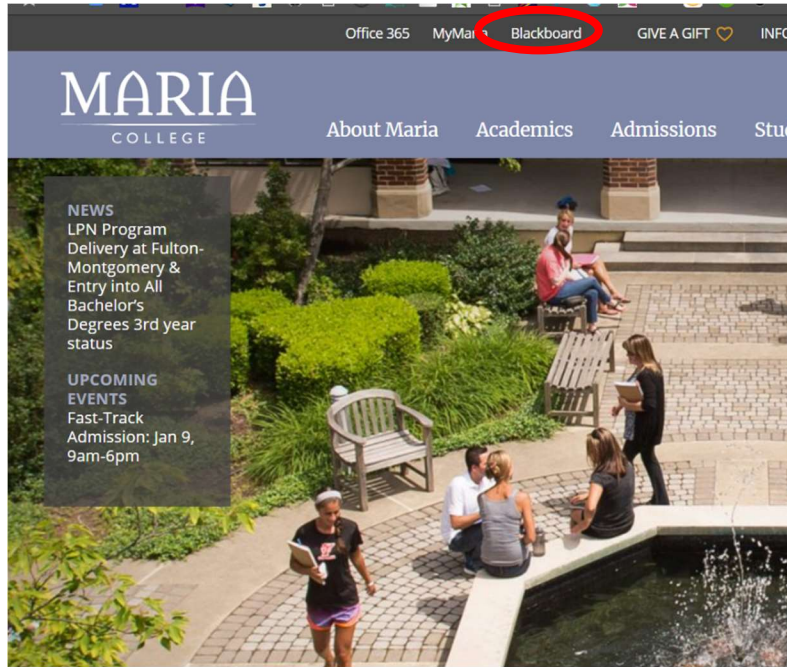 Office 365 MyMaria Blackboard GIVE A GIFT
MARIA
COLLEGE
About Maria Academics Admissions
NEWS
LPN Program
Delivery at Fulton-
Montgomery &
Entry into All
Bachelor's
Degrees 3rd year
status
UPCOMING
EVENTS
Fast-Track
Admission: Jan 9,
9am-6pm